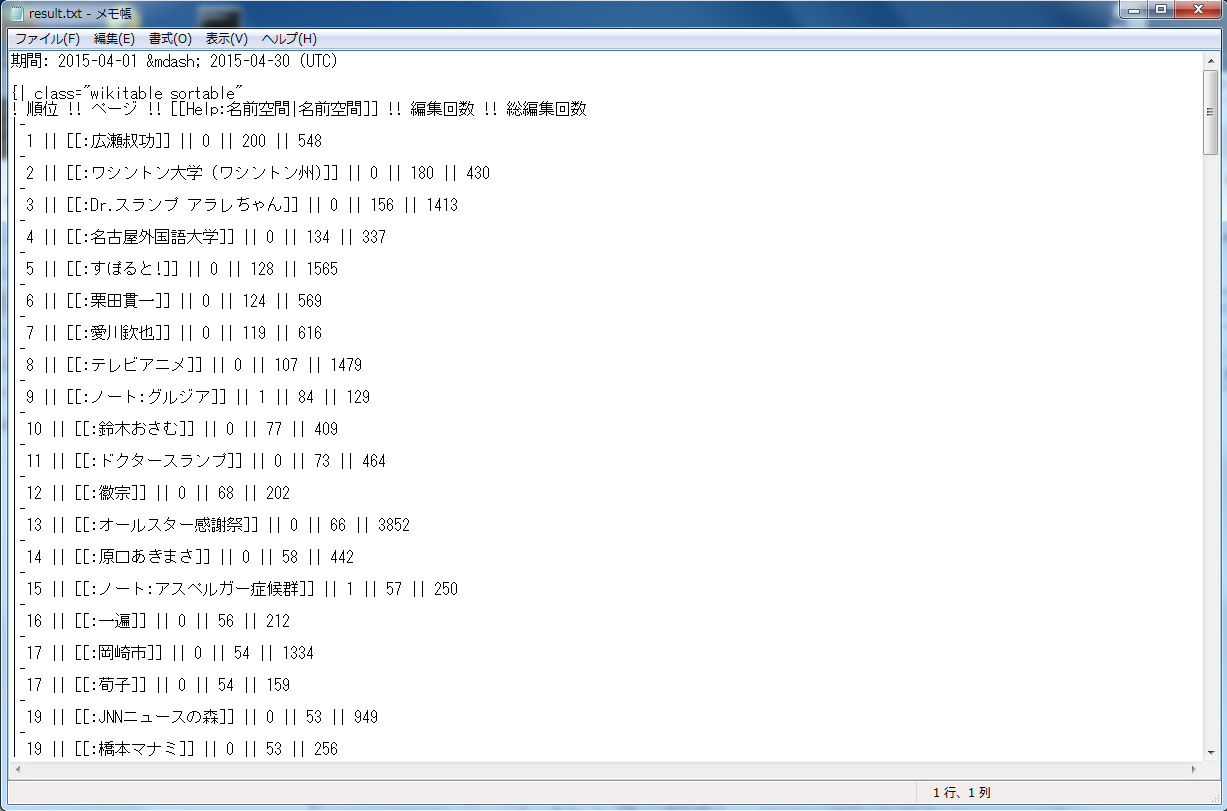 result.txt - メモ帳
ファイル(F) 編集(E) 書式(O) 表示(V) ヘルプ(H)
期間: 2015-04-01 &mdash; 2015-04-30 (UTC)
{| class="wikitable sortable"
! 順位 !! ページ !! [[Help:名前空間|名前空間]] !! 編集回数 !! 総編集回数
|-
| 1 || [[:広瀬叔功]] || 0 || 200 || 548
|-
| 2 || [[:ワシントン大学 (ワシントン州)]] || 0 || 180 || 430
|-
| 3 || [[:Dr.スランプ アラレちゃん]] || 0 || 156 || 1413
|-
| 4 || [[:名古屋外国語大学]] || 0 || 134 || 337
|-
| 5 || [[:すぽると!]] || 0 || 128 || 1565
|-
| 6 || [[:栗田貫一]] || 0 || 124 || 569
|-
| 7 || [[:愛川欽也]] || 0 || 119 || 616
|-
| 8 || [[:テレビアニメ]] || 0 || 107 || 1479
|-
| 9 || [[:ノート:グルジア]] || 1 || 84 || 129
|-
| 10 || [[:鈴木おさむ]] || 0 || 77 || 409
|-
| 11 || [[:ドクタースランプ]] || 0 || 73 || 464
|-
| 12 || [[:徽宗]] || 0 || 68 || 202
|-
| 13 || [[:オールスター感謝祭]] || 0 || 66 || 3852
|-
| 14 || [[:原口あきまさ]] || 0 || 58 || 442
|-
| 15 || [[:ノート:アスペルガー症候群]] || 1 || 57 || 250
|-
| 16 || [[:一遍]] || 0 || 56 || 212
|-
| 17 || [[:岡崎市]] || 0 || 54 || 1334
|-
| 17 || [[:荀子]] || 0 || 54 || 159
|-
| 19 || [[:JNNニュースの森]] || 0 || 53 || 949
|-
| 19 || [[:橋本マナミ]] || 0 || 53 || 256
1 行、1 列